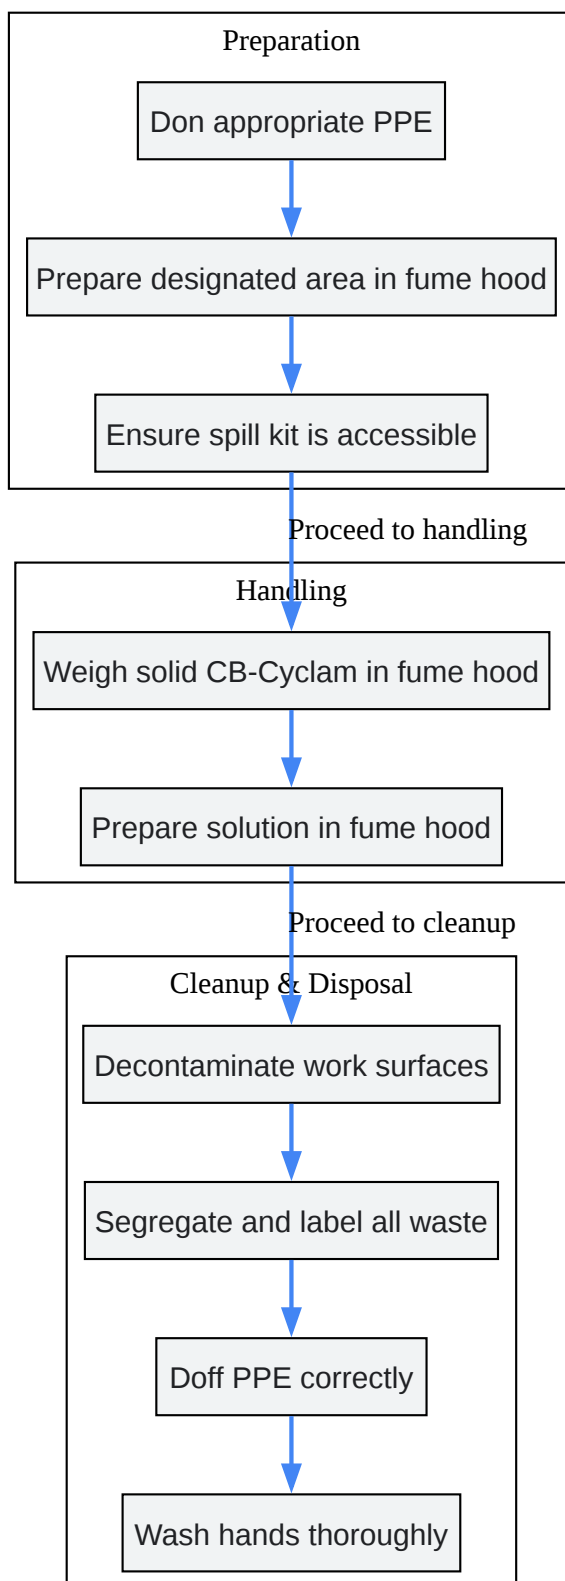 Preparation
Don appropriate PPE
Prepare designated area in fume hood
Ensure spill kit is accessible
Proceed to handling
Handling
Weigh solid CB-Cyclam in fume hood
Prepare solution in fume hood
Proceed to cleanup
Cleanup & Disposal
Decontaminate work surfaces
Segregate and label all waste
Doff PPE correctly
Wash hands thoroughly